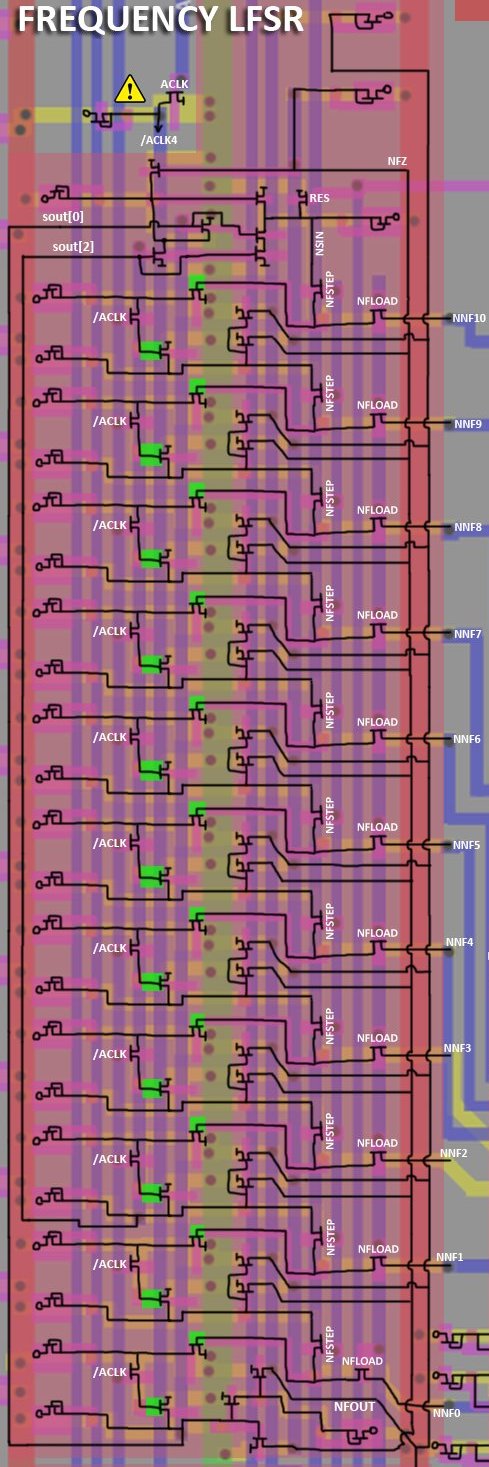 FREQUENCY LFSR
ACLK
/ACLK4
NFZ
RES
sout[0]
NSIN
sout[2]
NFSTEP
NFLOAD
/ACLK
NNF10
NFSTEP
NFLOAD
/ACLK
NNF9
NFSTEP
NFLOAD
/ACLK
NNF8
NFSTEP
NFLOAD
/ACLK
NNF7
NFSTEP
NFLOAD
/ACLK
NNF6
NFSTEP
NFLOAD
/ACLK
NNF5
NFSTEP
NFLOAD
NNF4
/ACLK
NFSTEP
NFLOAD
NNF3
/ACLK
NFSTEP
NFLOAD
NNF2
/ACLK
NFSTEP
NFLOAD
NNF1
/ACLK
NFSTEP
NFLOAD
/ACLK
NFOUT
NNF0